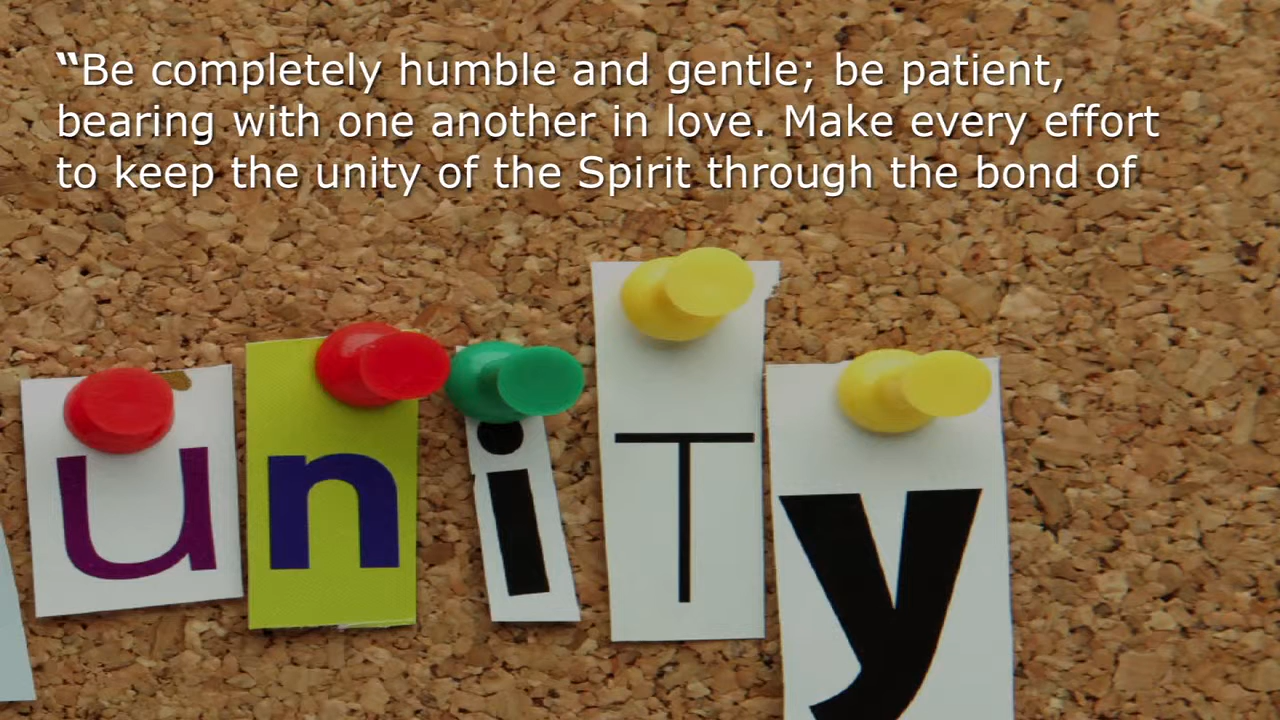 “Be completely humble and gentle; be patient,
bearing with one another in love. Make every effort
to keep the unity of the Spirit through the bond of
uniTy